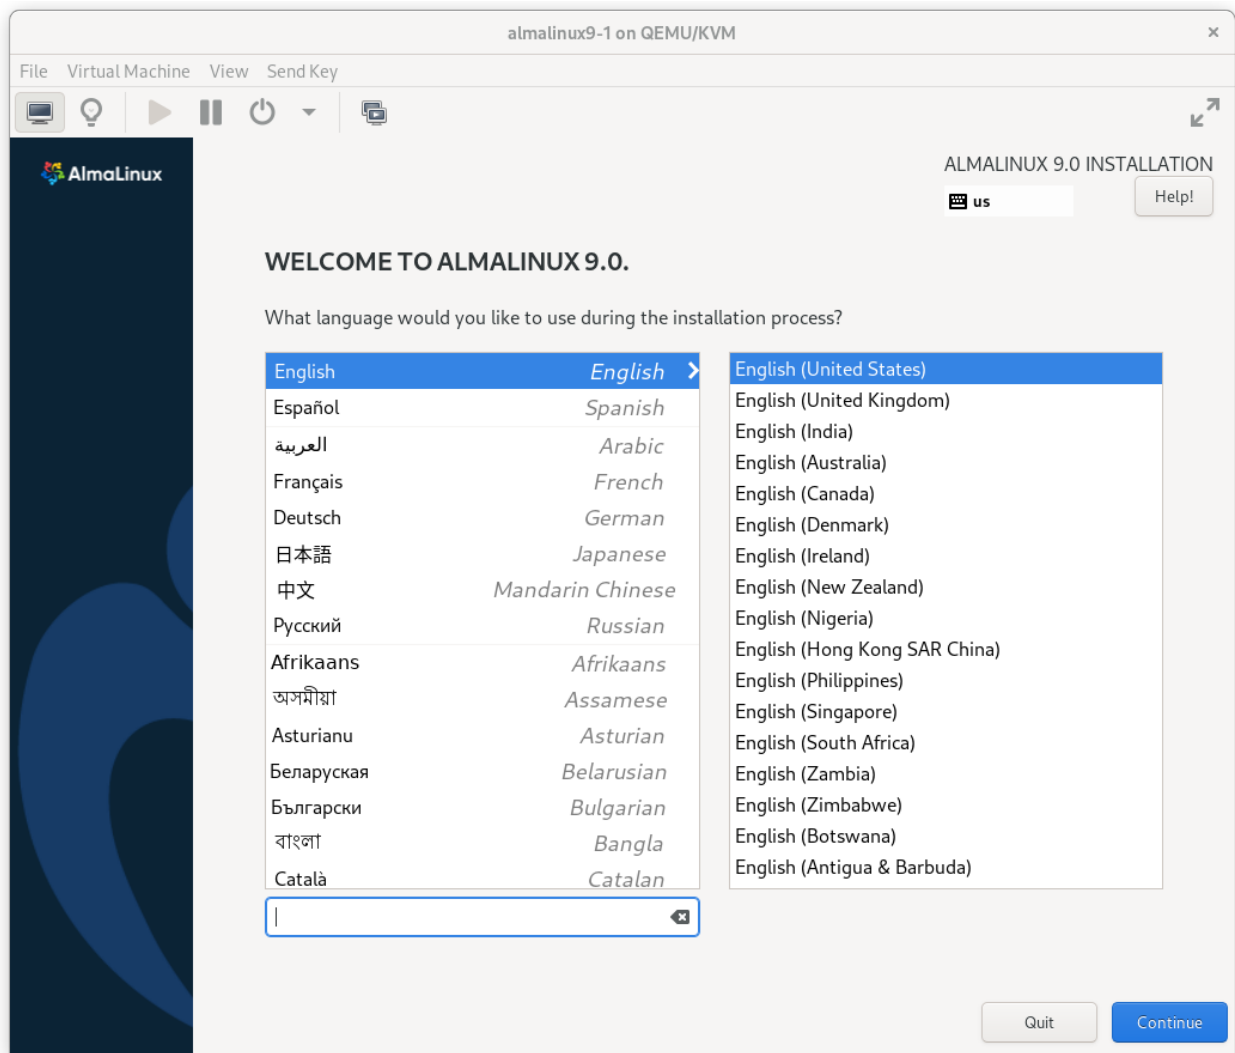 almalinux9-1 on QEMU/KVM
File Virtual Machine View Send Key
AlmaLinux
ALMALINUX 9.0 INSTALLATION
us
Help!
WELCOME TO ALMALINUX 9.0.
What language would you like to use during the installation process?
English English
Español Spanish
العربية Arabic
Français French
Deutsch German
日本語 Japanese
中文 Mandarin Chinese
Русский Russian
Afrikaans Afrikaans
অসমীয়া Assamese
Asturianu Asturian
Беларуская Belarusian
Български Bulgarian
বাংলা Bangla
Català Catalan
English (United States)
English (United Kingdom)
English (India)
English (Australia)
English (Canada)
English (Denmark)
English (Ireland)
English (New Zealand)
English (Nigeria)
English (Hong Kong SAR China)
English (Philippines)
English (Singapore)
English (South Africa)
English (Zambia)
English (Zimbabwe)
English (Botswana)
English (Antigua & Barbuda)
Quit
Continue